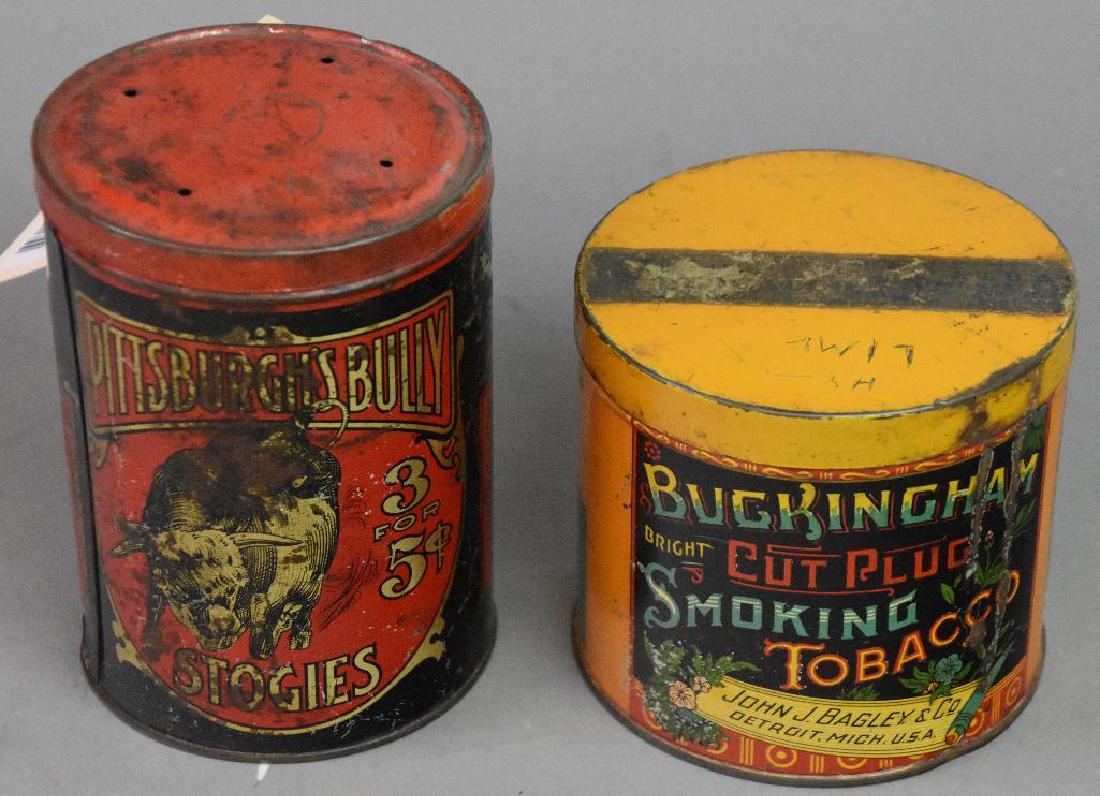 PITTSBURGH'S BULLY
3
FOR
5¢
STOGIES
BUCKINGHAM
BRIGHT CUT PLUG
SMOKING
TOBACCO
JOHN J. BAGLEY & CO
DETROIT, MICH. U.S.A.